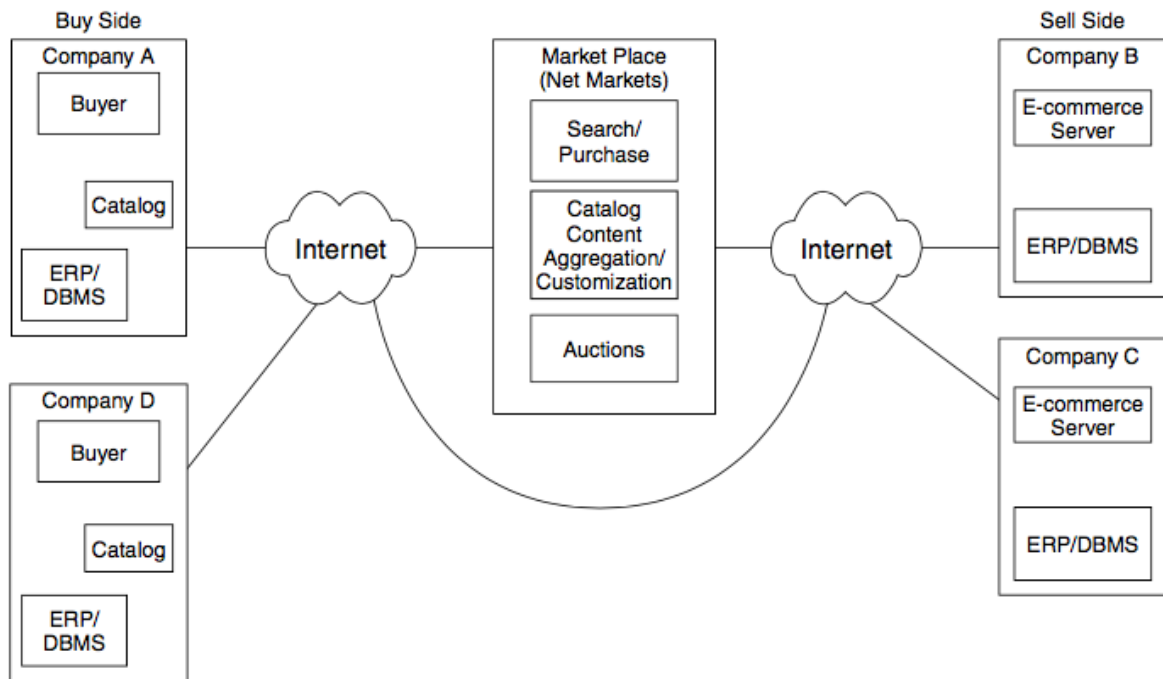 Buy Side
Company A
Buyer
Catalog
ERP/
DBMS
Company D
Buyer
Catalog
ERP/
DBMS
Internet
Market Place
(Net Markets)
Search/
Purchase
Catalog
Content
Aggregation/
Customization
Auctions
Internet
Sell Side
Company B
E-commerce
Server
ERP/DBMS
Company C
E-commerce
Server
ERP/DBMS